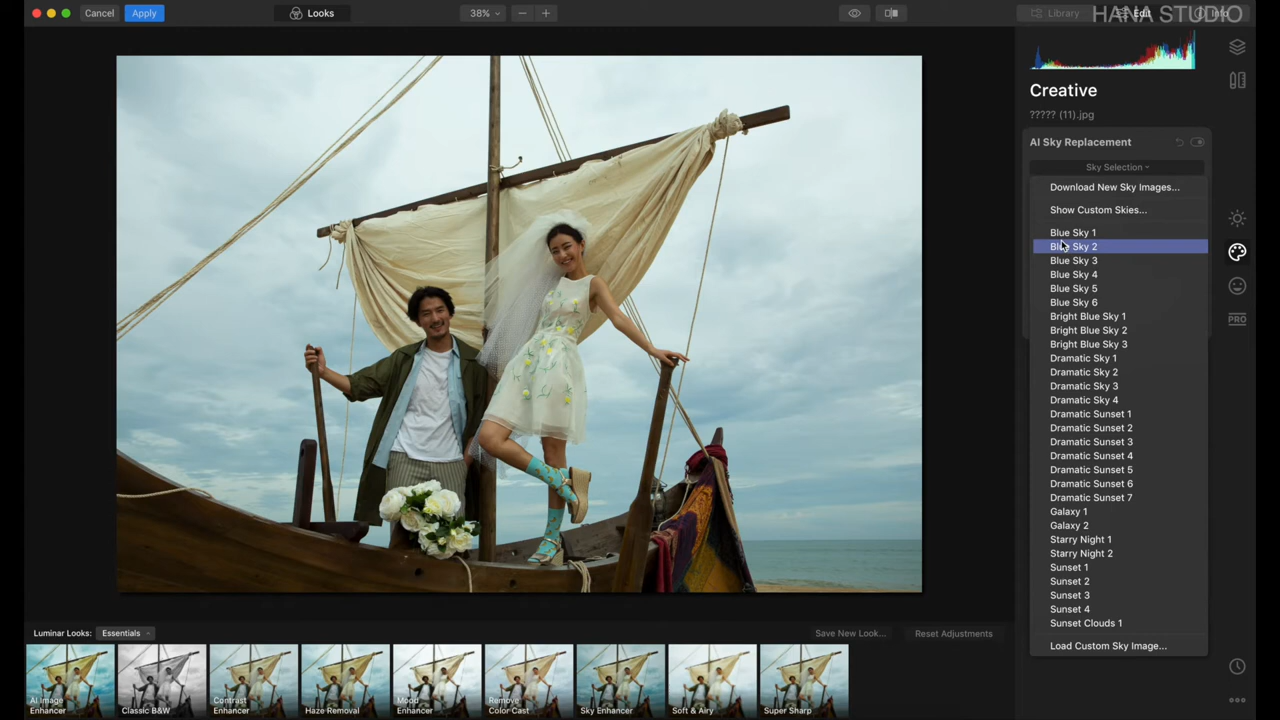 Cancel
Apply
Looks
38%
Library
Edit
Info
HANA STUDIO
Creative
????? (11).jpg
AI Sky Replacement
Sky Selection
Download New Sky Images...
Show Custom Skies...
Blue Sky 1
Blue Sky 2
Blue Sky 3
Blue Sky 4
Blue Sky 5
Blue Sky 6
Bright Blue Sky 1
Bright Blue Sky 2
Bright Blue Sky 3
Dramatic Sky 1
Dramatic Sky 2
Dramatic Sky 3
Dramatic Sky 4
Dramatic Sunset 1
Dramatic Sunset 2
Dramatic Sunset 3
Dramatic Sunset 4
Dramatic Sunset 5
Dramatic Sunset 6
Dramatic Sunset 7
Galaxy 1
Galaxy 2
Starry Night 1
Starry Night 2
Sunset 1
Sunset 2
Sunset 3
Sunset 4
Sunset Clouds 1
Load Custom Sky Image...
PRO
Luminar Looks: Essentials
Save New Look...
Reset Adjustments
AI Image
Enhancer
Classic B&W
Contrast
Enhancer
Haze Removal
Mood
Enhancer
Remove
Color Cast
Sky Enhancer
Soft & Airy
Super Sharp